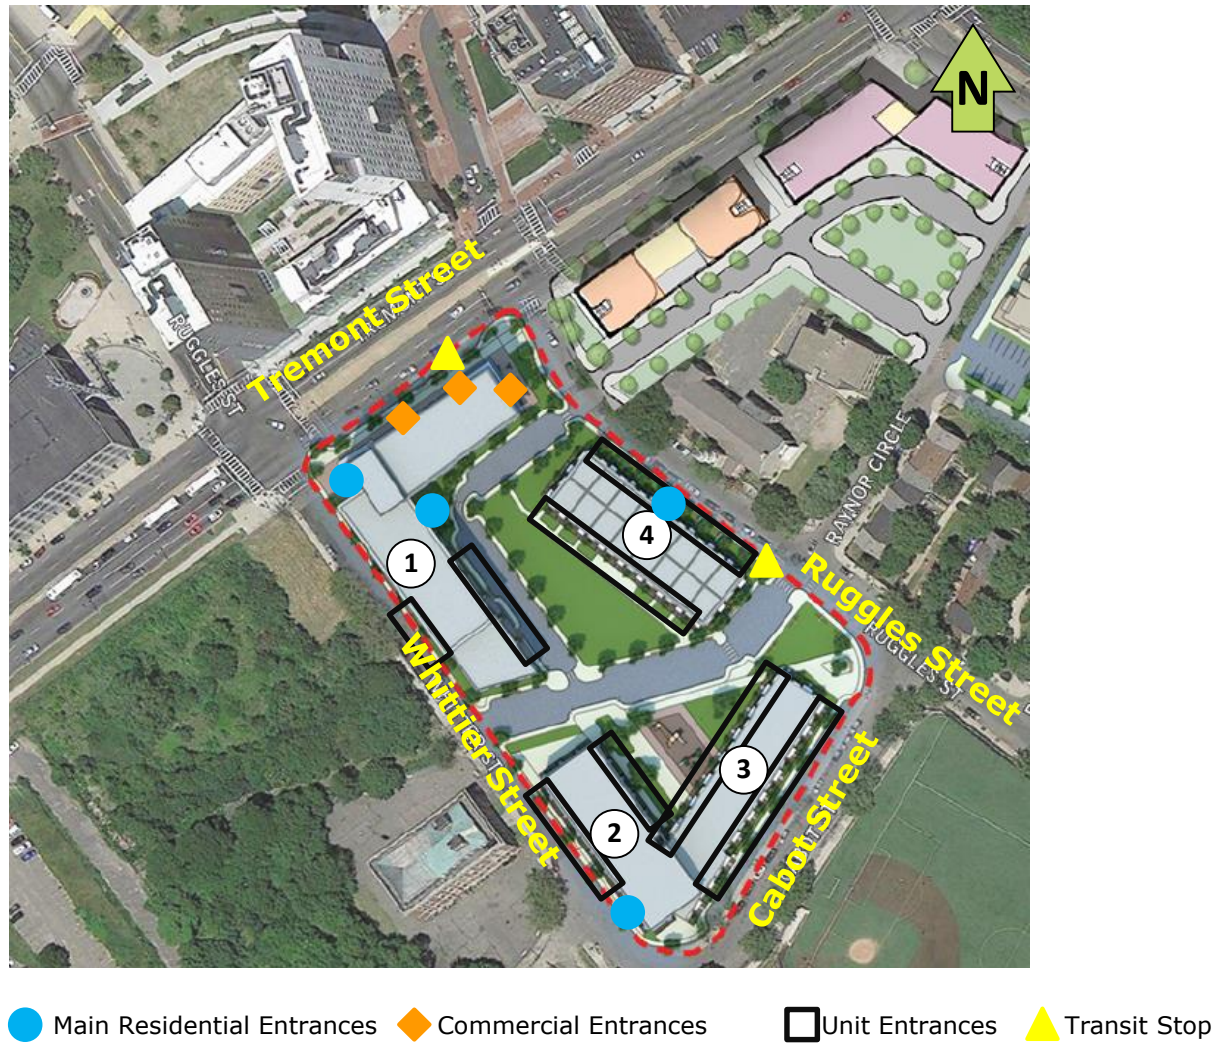 N
Tremont Street
RUGGLES ST
RAYNOR CIRCLE
1
4
Ruggles Street
RUGGLES ST
Whittier Street
3
2
Cabot Street
Main Residential Entrances
Commercial Entrances
Unit Entrances
Transit Stop